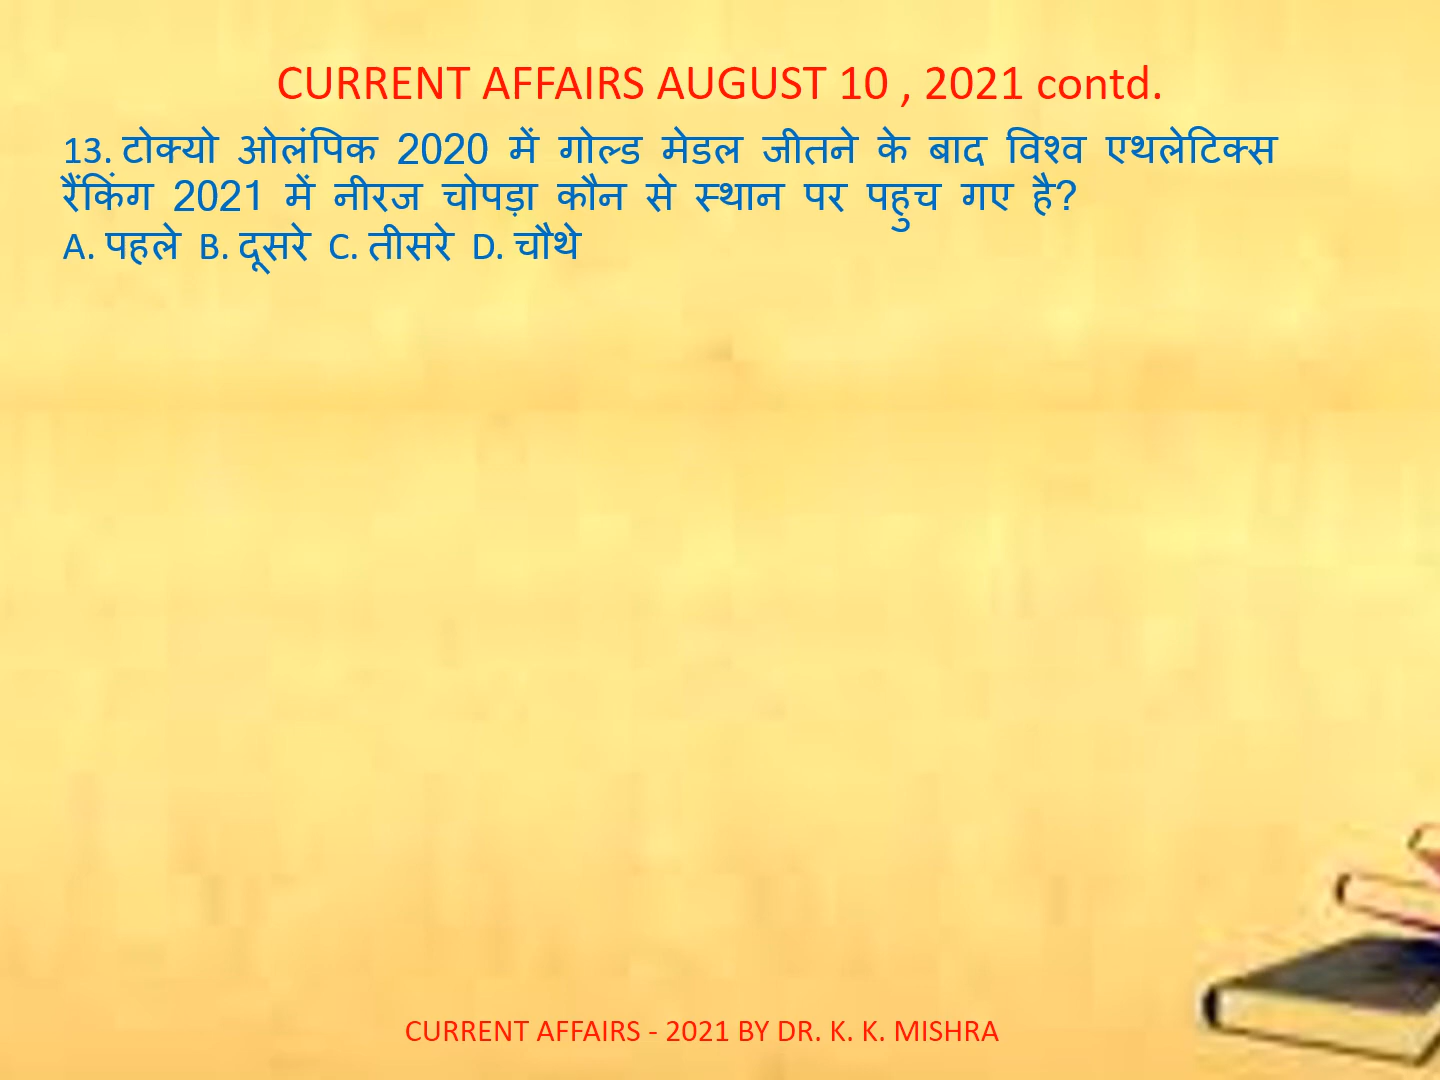 CURRENT AFFAIRS AUGUST 10 , 2021 contd.
13. टोक्यो ओलंपिक 2020 में गोल्ड मेडल जीतने के बाद विश्व एथलेटिक्स
रैंकिंग 2021 में नीरज चोपड़ा कौन से स्थान पर पहुच गए है?
A. पहले B. दूसरे C. तीसरे D. चौथे
CURRENT AFFAIRS - 2021 BY DR. K. K. MISHRA